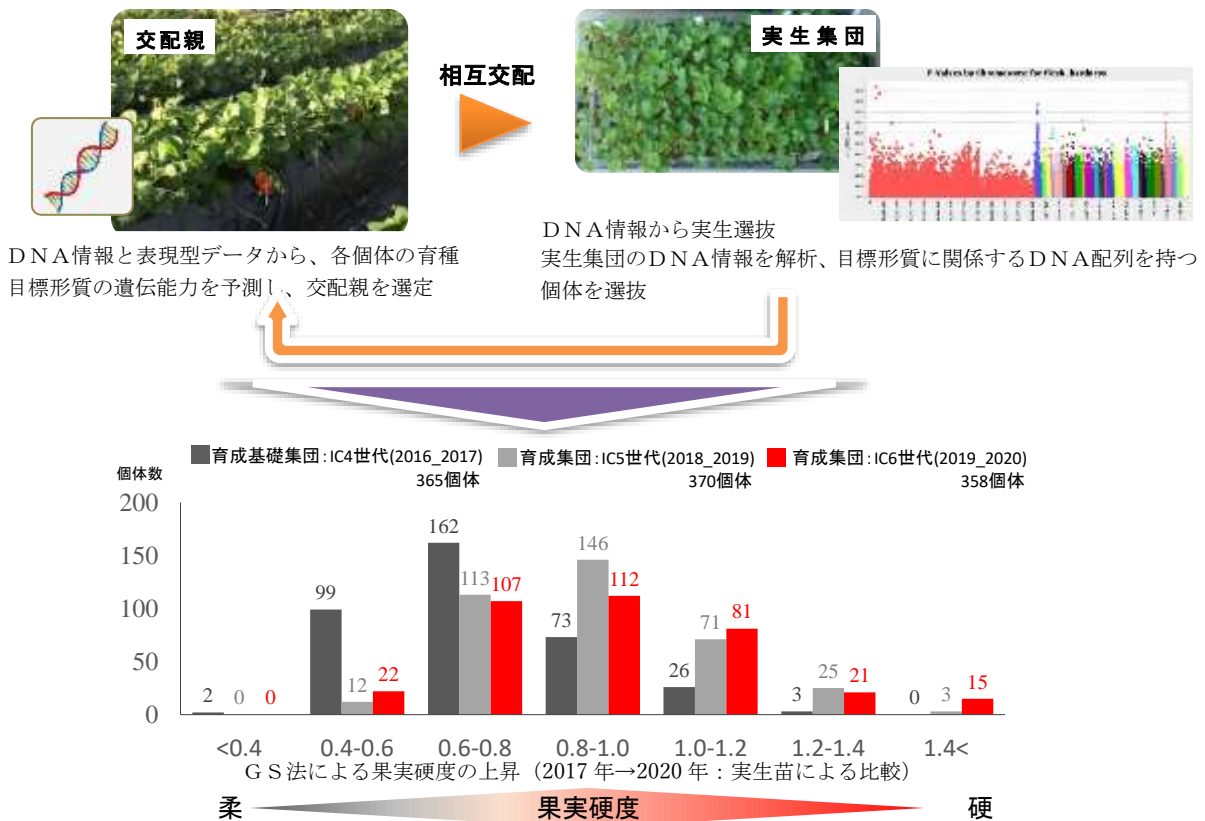 交配親
相互交配
実生集団
P-Values by Chromosome for
ＤＮＡ情報と表現型データから、各個体の育種
目標形質の遺伝能力を予測し、交配親を選定
ＤＮＡ情報から実生選抜
実生集団のＤＮＡ情報を解析、目標形質に関係するＤＮＡ配列を持つ
個体を選抜
育成基礎集団：IC4世代(2016_2017)
365個体
育成集団：IC5世代(2018_2019)
370個体
育成集団：IC6世代(2019_2020)
358個体
個体数
200
150
100
50
0
2 0 0
99 12 22
162 113 107
73 146 112
26 71 81
3 25 21
0 3 15
<0.4 0.4-0.6 0.6-0.8 0.8-1.0 1.0-1.2 1.2-1.4 1.4<
ＧＳ法による果実硬度の上昇（2017 年→2020 年：実生苗による比較）
柔 果実硬度 硬